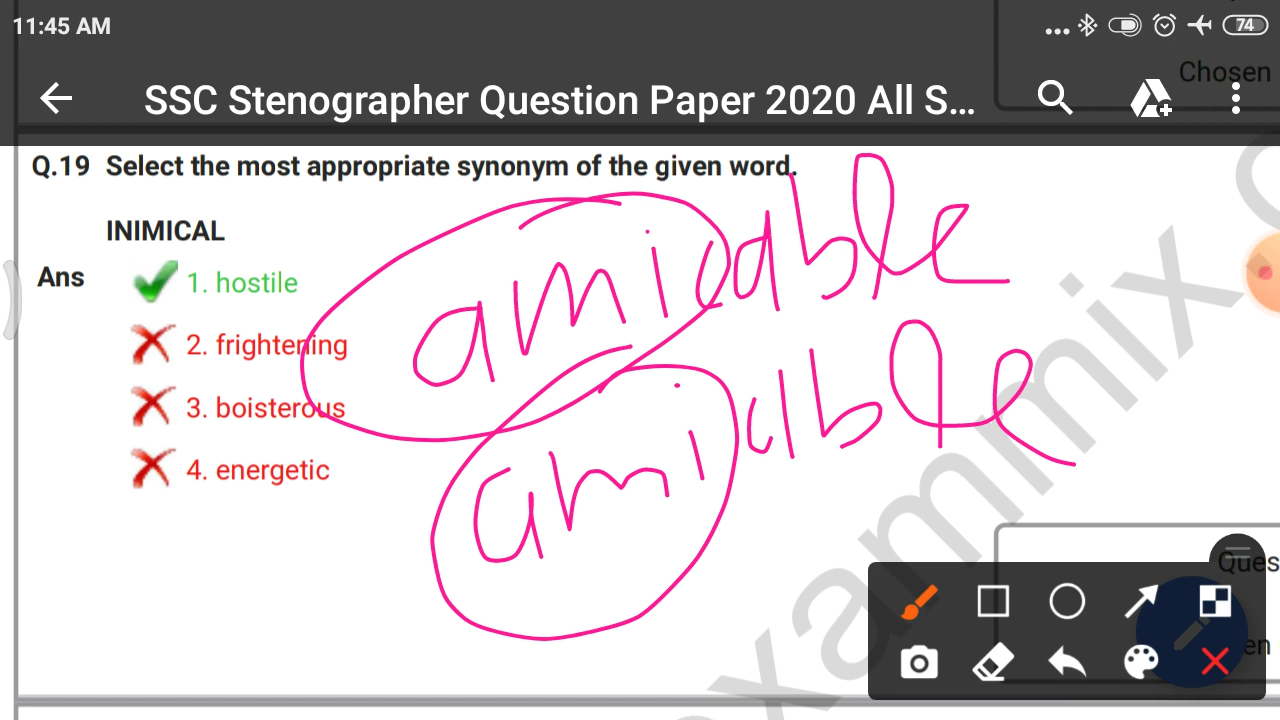 11:45 AM
74
Chosen
SSC Stenographer Question Paper 2020 All S...
Q.19 Select the most appropriate synonym of the given word.
INIMICAL
Ans
1. hostile
2. frightening
3. boisterous
4. energetic
amicable
amiable
Ques
en
exammix.c